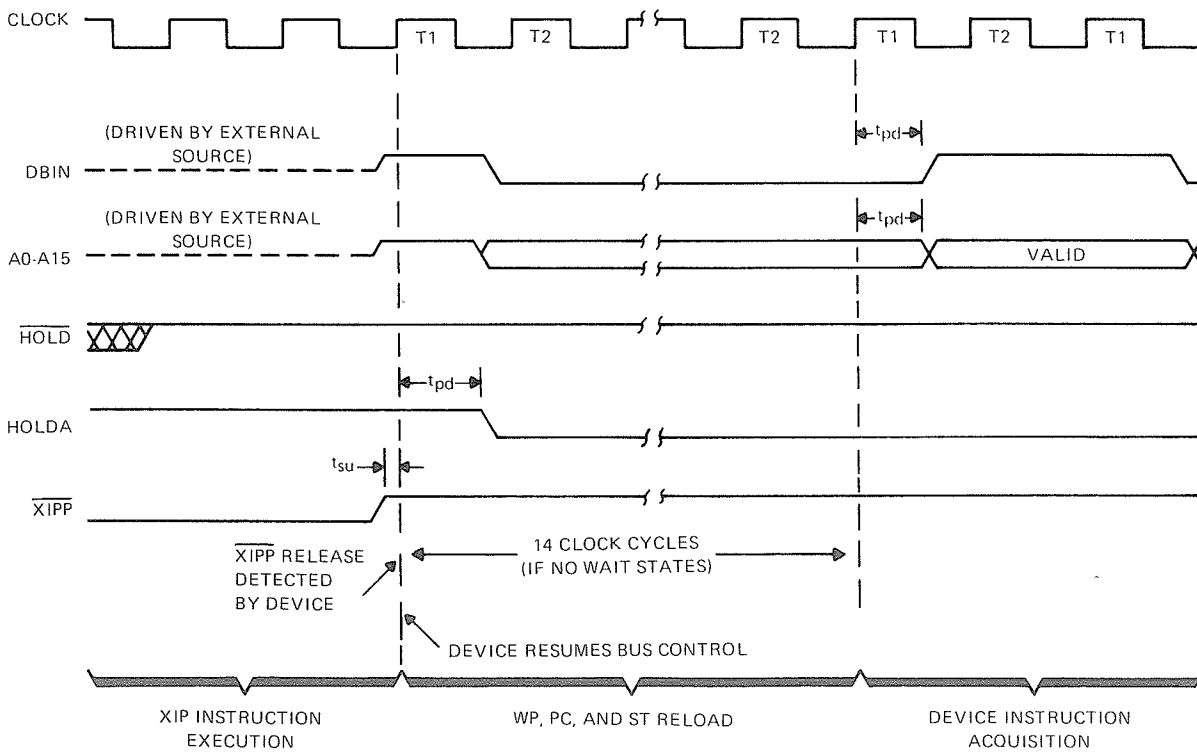 CLOCK
T1
T2
T2
T1
T2
T1
(DRIVEN BY EXTERNAL
SOURCE)
DBIN
tpd
(DRIVEN BY EXTERNAL
SOURCE)
A0-A15
tpd
VALID
HOLD
tpd
HOLDA
tsu
XIPP
XIPP RELEASE
DETECTED
BY DEVICE
14 CLOCK CYCLES
(IF NO WAIT STATES)
DEVICE RESUMES BUS CONTROL
XIP INSTRUCTION
EXECUTION
WP, PC, AND ST RELOAD
DEVICE INSTRUCTION
ACQUISITION